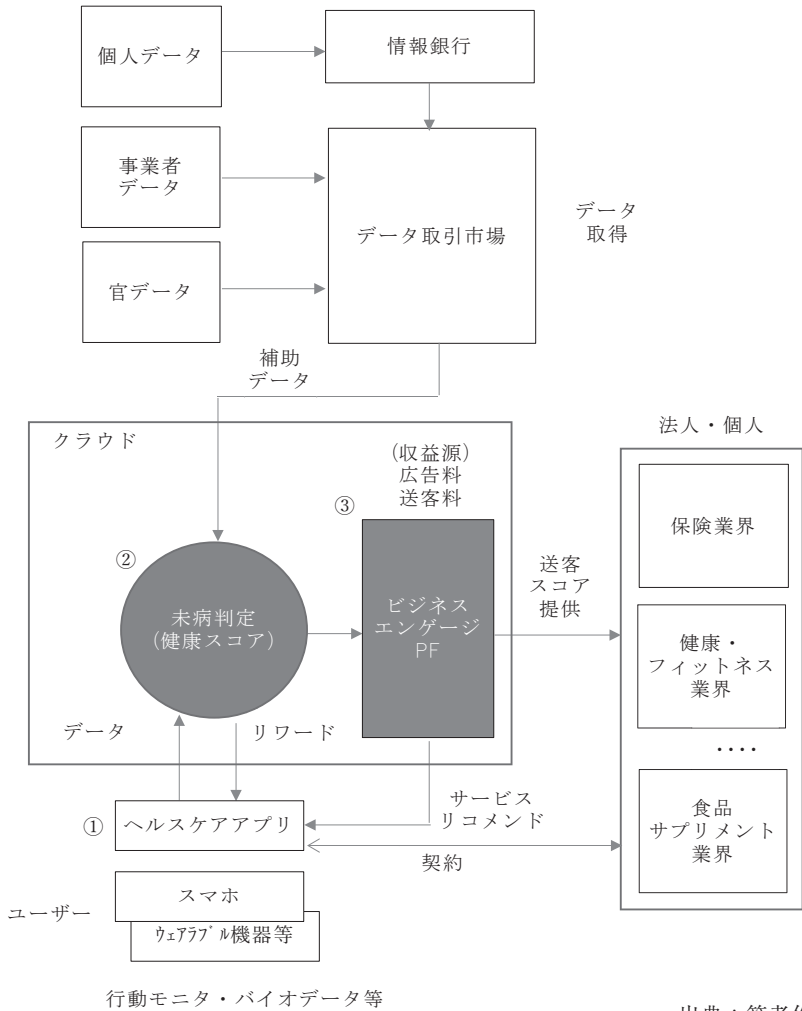 個人データ
情報銀行
事業者
データ
データ取引市場
データ
取得
官データ
補助
データ
クラウド
(収益源)
広告料
送客料
③
②
未病判定
(健康スコア)
ビジネス
エンゲージ
PF
送客
スコア
提供
法人・個人
保険業界
健康・
フィットネス
業界
‥‥
食品
サプリメント
業界
データ
リワード
①
ヘルスケアアプリ
サービス
リコメンド
契約
ユーザー
スマホ
ウェアラブル機器等
行動モニタ・バイオデータ等